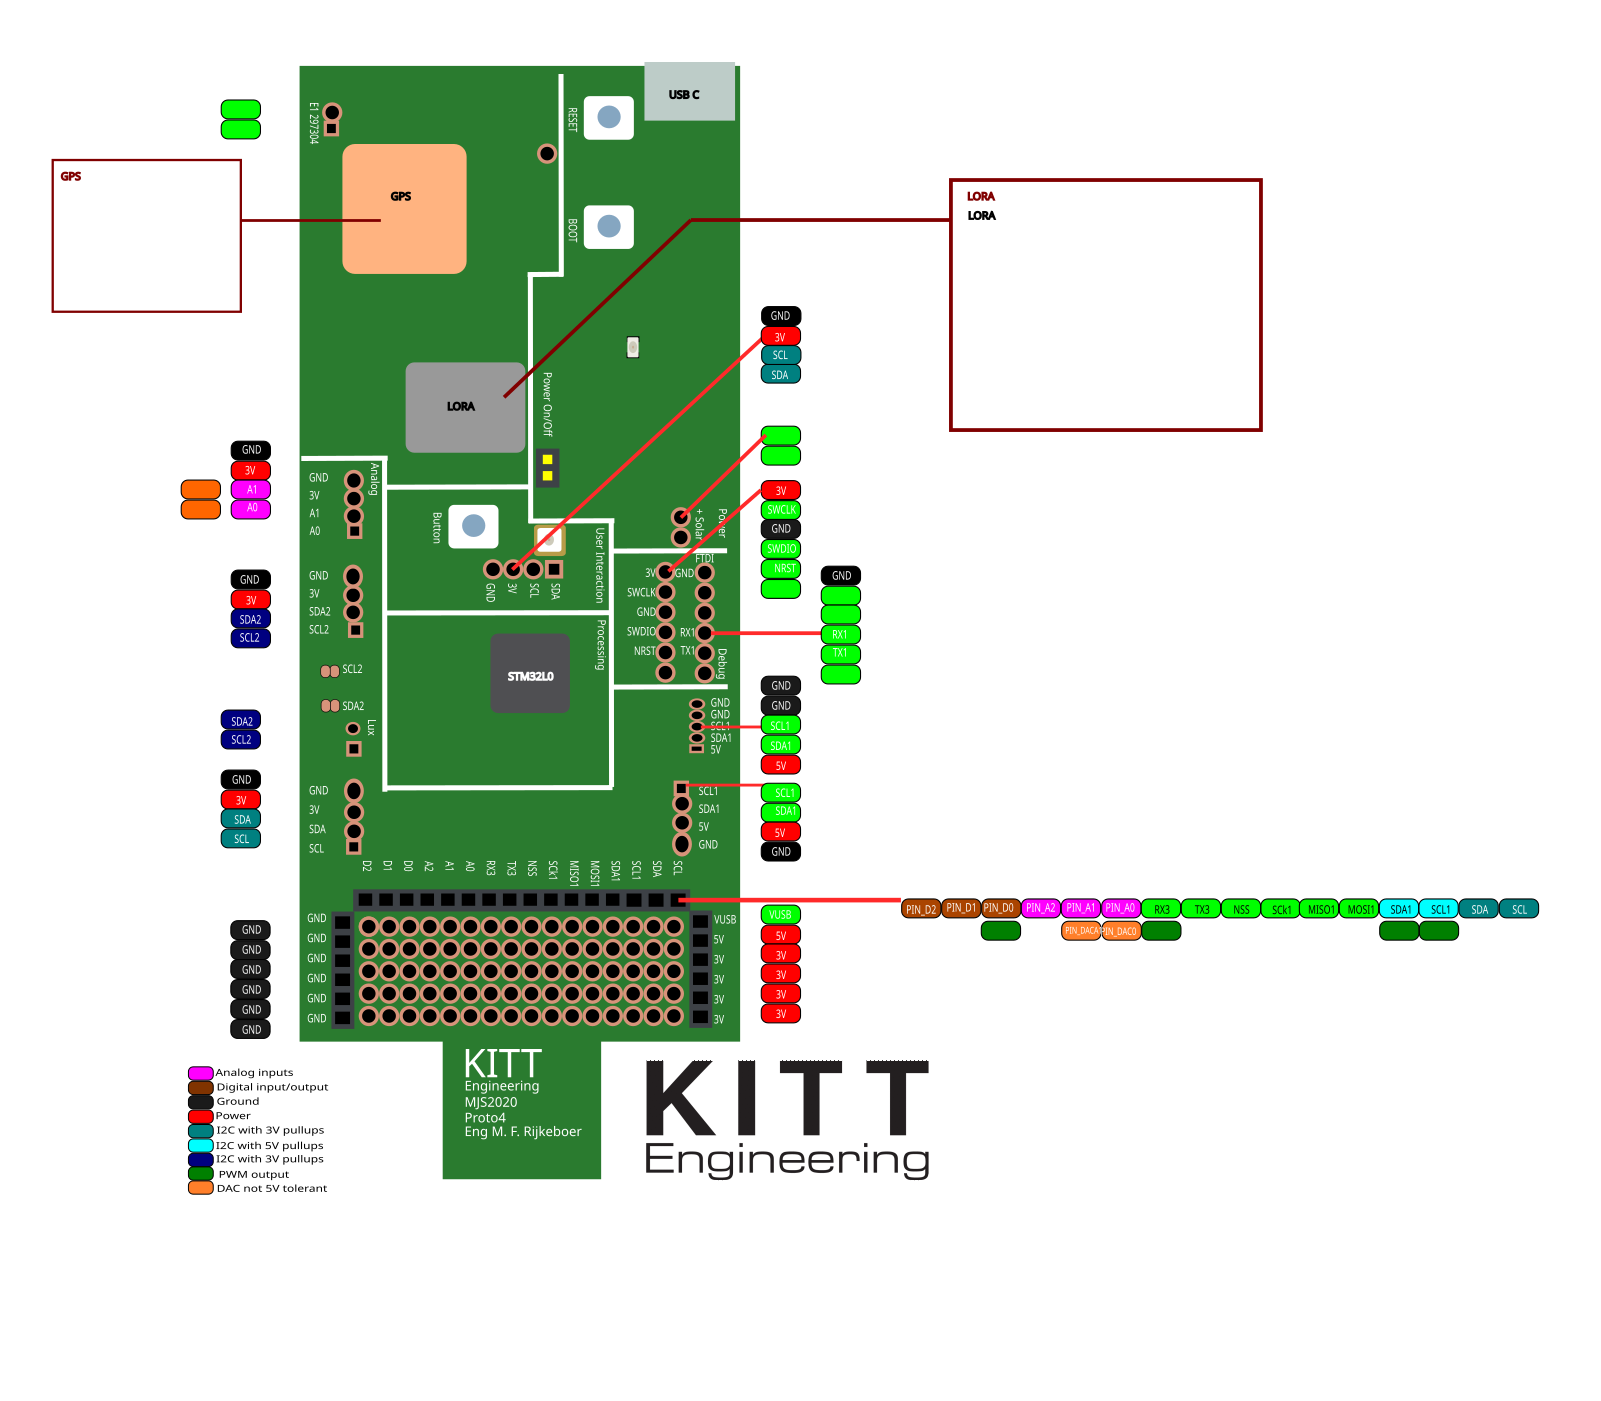 USB C
E1 297304
RESET
GPS
GPS
BOOT
LORA
LORA
GND
3V
SCL
SDA
Power On/Off
LORA
GND
3V
A1
A0
Analog
GND
3V
A1
A0
Button
User Interaction
GND
3V
SCL
SDA
+ Solar
Power
3V
SWCLK
GND
SWDIO
NRST
FTDI
3V
GND
SWCLK
GND
SWDIO
RX1
NRST
TX1
Debug
GND
RX1
TX1
GND
3V
SDA2
SCL2
GND
3V
SDA2
SCL2
Processing
STM32L0
SCL2
SDA2
Lux
SDA2
SCL2
GND
GND
SCL1
SDA1
5V
GND
GND
SCL1
SDA1
5V
GND
3V
SDA
SCL
GND
3V
SDA
SCL
SCL1
SDA1
5V
GND
SCL1
SDA1
5V
GND
D2 D1 D0 A2 A1 A0 RX3 TX3 NSS SCk1 MISO1 MOSI1 SDA1 SCL1 SDA SCL
PIN_D2 PIN_D1 PIN_D0 PIN_A2 PIN_A1 PIN_A0 RX3 TX3 NSS SCk1 MISO1 MOSI1 SDA1 SCL1 SDA SCL
PIN_DAC0
GND
GND
GND
GND
GND
GND
GND
GND
GND
GND
GND
GND
VUSB
5V
3V
3V
3V
3V
VUSB
5V
3V
3V
3V
3V
KITT
Engineering
MJS2020
Proto4
Eng M. F. Rijkeboer
KITT
Engineering
Analog inputs
Digital input/output
Ground
Power
I2C with 3V pullups
I2C with 5V pullups
I2C with 3V pullups
PWM output
DAC not 5V tolerant